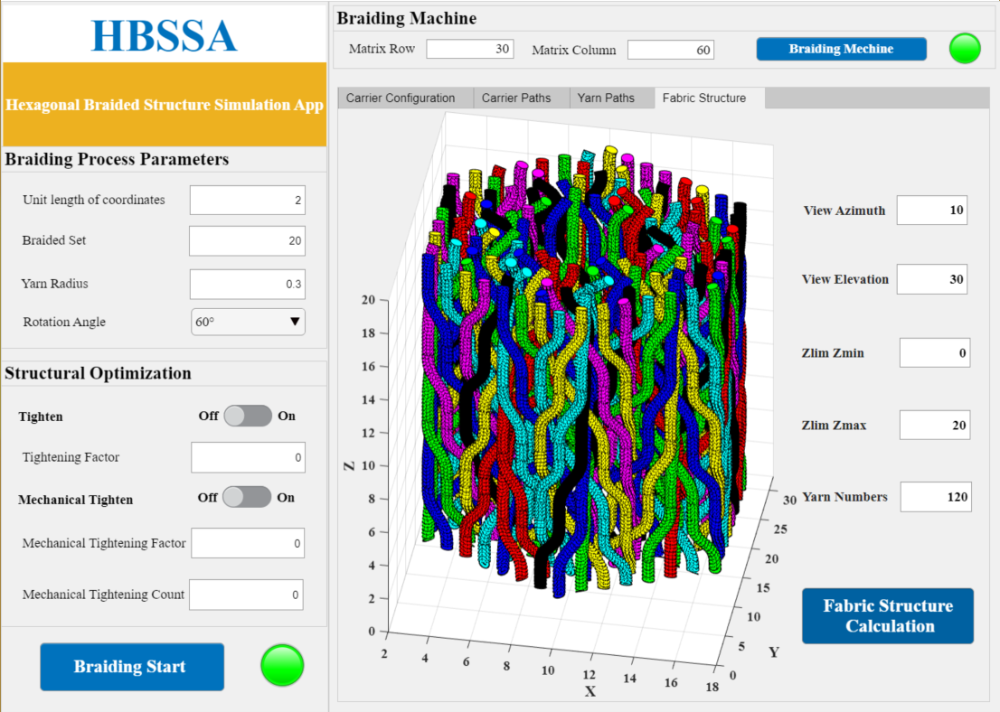 HBSSA
Hexagonal Braided Structure Simulation App
Braiding Process Parameters
Unit length of coordinates 2
Braided Set 20
Yarn Radius 0.3
Rotation Angle 60°
Structural Optimization
Tighten Off On
Tightening Factor 0
Mechanical Tighten Off On
Mechanical Tightening Factor 0
Mechanical Tightening Count 0
Braiding Start
Braiding Machine
Matrix Row 30 Matrix Column 60 Braiding Mechine
Carrier Configuration Carrier Paths Yarn Paths Fabric Structure
20
18
16
14
12
10
8
6
4
2
0
Z
2
4
6
8
10
12
14
16
18
X
0
5
10
15
20
25
30
Y
View Azimuth 10
View Elevation 30
Zlim Zmin 0
Zlim Zmax 20
Yarn Numbers 120
Fabric Structure
Calculation